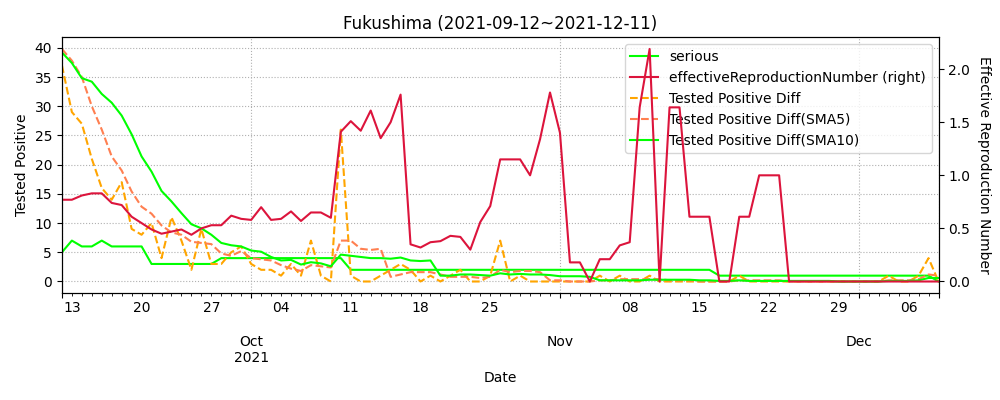 Fukushima (2021-09-12~2021-12-11)
Tested Positive
40
35
30
25
20
15
10
5
0
serious
effectiveReproductionNumber (right)
Tested Positive Diff
Tested Positive Diff(SMA5)
Tested Positive Diff(SMA10)
2.0
1.5
1.0
0.5
0.0
Effective Reproduction Number
13 20 27 04 11 18 25 08 15 22 29 06
Oct Nov Dec
2021
Date